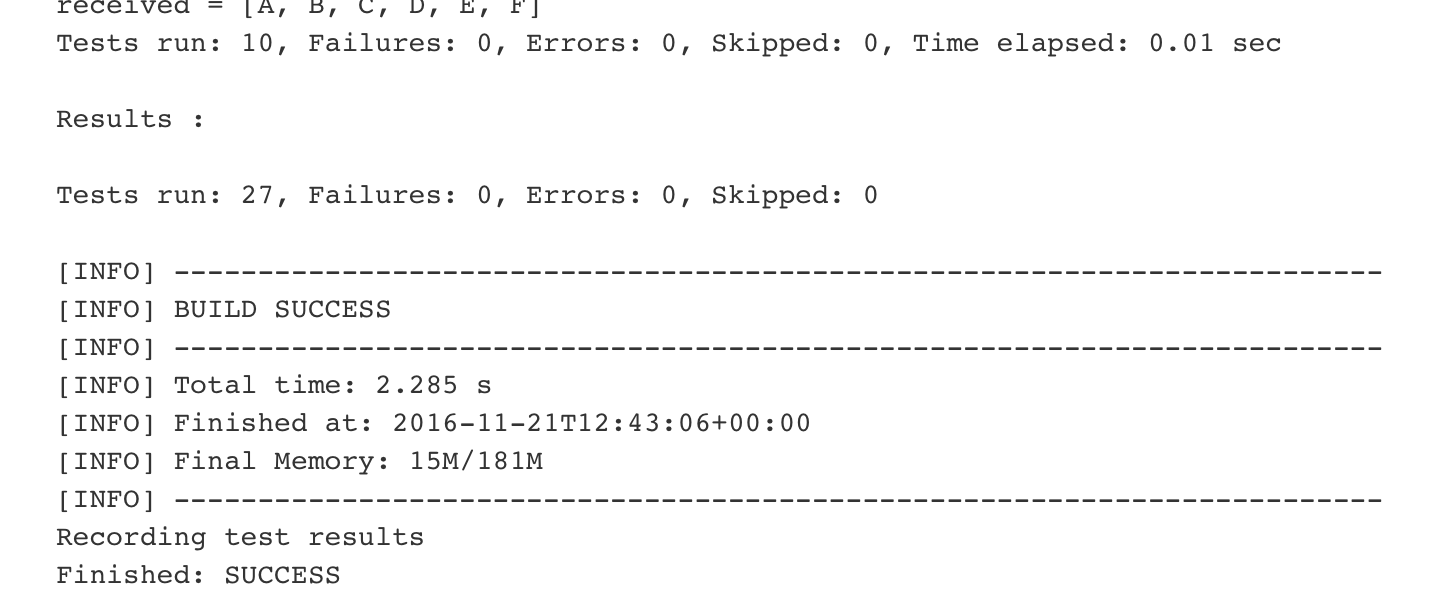 received = [A, B, C, D, E, F]
Tests run: 10, Failures: 0, Errors: 0, Skipped: 0, Time elapsed: 0.01 sec
Results :
Tests run: 27, Failures: 0, Errors: 0, Skipped: 0
[INFO] ------------------------------------------------------------------------
[INFO] BUILD SUCCESS
[INFO] ------------------------------------------------------------------------
[INFO] Total time: 2.285 s
[INFO] Finished at: 2016-11-21T12:43:06+00:00
[INFO] Final Memory: 15M/181M
[INFO] ------------------------------------------------------------------------
Recording test results
Finished: SUCCESS